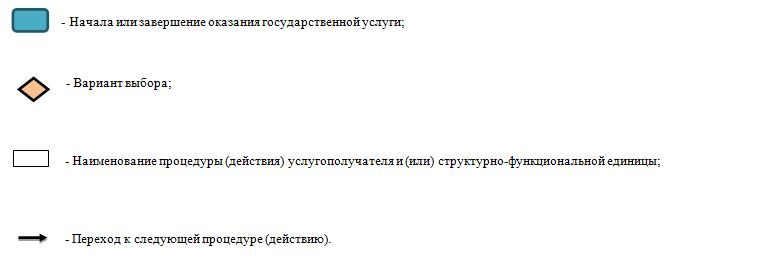 - Начала или завершение оказания государственной услуги;
- Вариант выбора;
- Наименование процедуры (действия) услугополучателя и (или) структурно-функциональной единицы;
- Переход к следующей процедуре (действию).